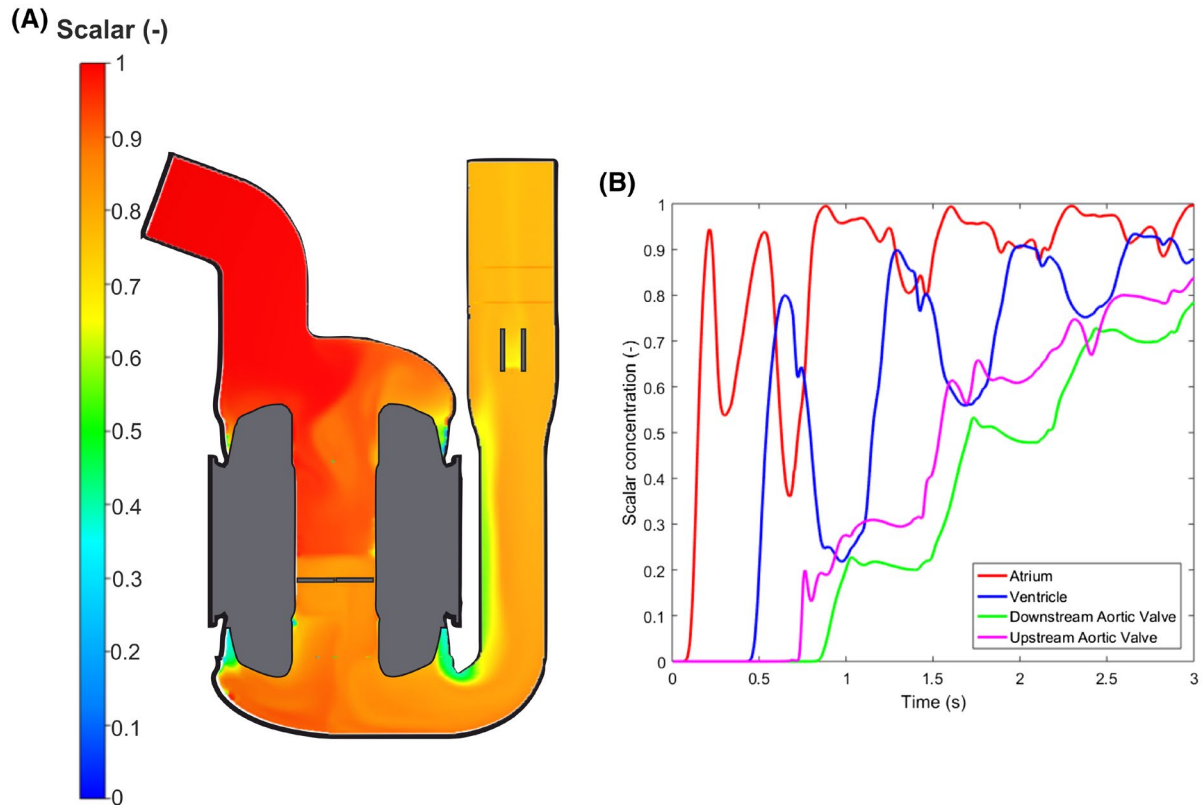 (A) Scalar (-)
1
0.9
0.8
0.7
0.6
0.5
0.4
0.3
0.2
0.1
0
(B)
Scalar concentration (-)
1
0.9
0.8
0.7
0.6
0.5
0.4
0.3
0.2
0.1
0
Atrium
Ventricle
Downstream Aortic Valve
Upstream Aortic Valve
0 0.5 1 1.5 2 2.5 3
Time (s)